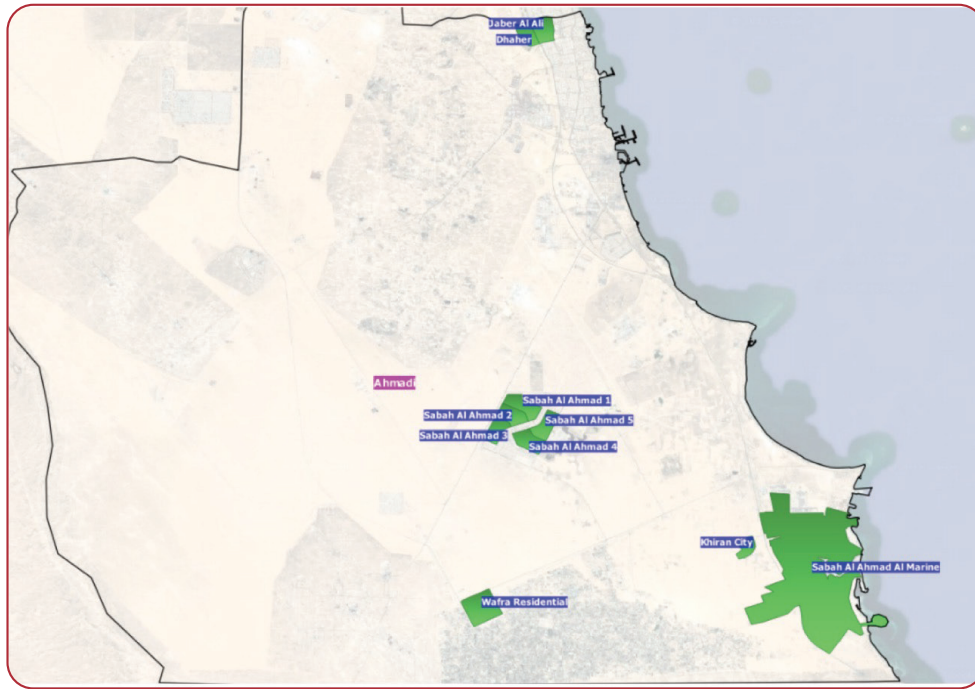 Jaber Al Ali
Dhaher
Ahmadi
Sabah Al Ahmad 1
Sabah Al Ahmad 2
Sabah Al Ahmad 5
Sabah Al Ahmad 3
Sabah Al Ahmad 4
Khiran City
Sabah Al Ahmad Al Marine
Wafra Residential